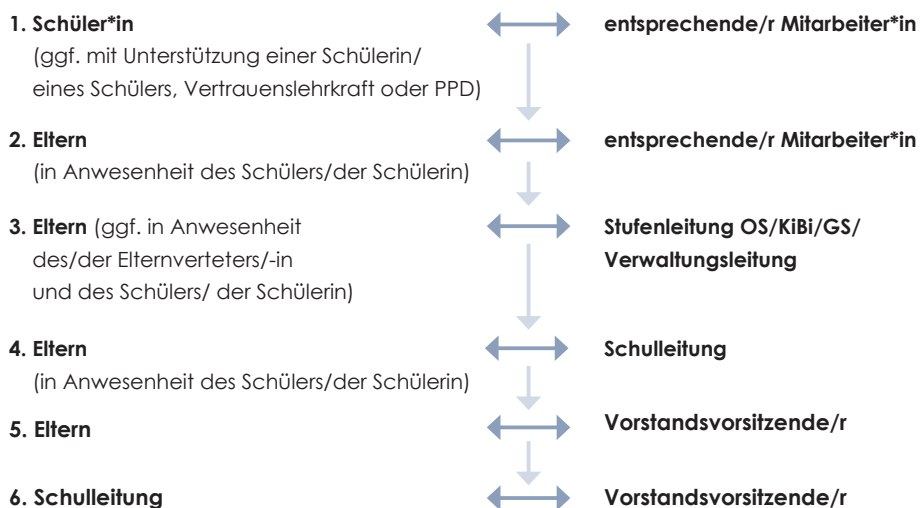 1. Schüler*in entsprechende/r Mitarbeiter*in
(ggf. mit Unterstützung einer Schülerin/
eines Schülers, Vertrauenslehrkraft oder PPD)
2. Eltern entsprechende/r Mitarbeiter*in
(in Anwesenheit des Schülers/der Schülerin)
3. Eltern (ggf. in Anwesenheit Stufenleitung OS/KiBi/GS/
des/der Elternverteters/-in Verwaltungsleitung
und des Schülers/ der Schülerin)
4. Eltern Schulleitung
(in Anwesenheit des Schülers/der Schülerin)
5. Eltern Vorstandsvorsitzende/r
6. Schulleitung Vorstandsvorsitzende/r